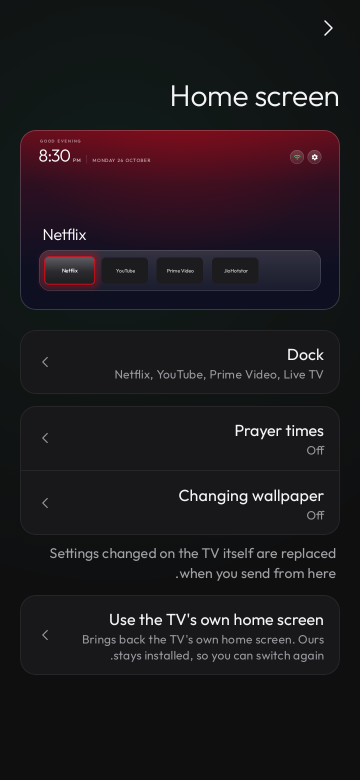 Home screen
GOOD EVENING
8:30 PM | MONDAY 26 OCTOBER
Netflix
Netflix YouTube Prime Video JioHotstar
Dock
Netflix, YouTube, Prime Video, Live TV
Prayer times
Off
Changing wallpaper
Off
Settings changed on the TV itself are replaced
.when you send from here
Use the TV's own home screen
Brings back the TV's own home screen. Ours
.stays installed, so you can switch again